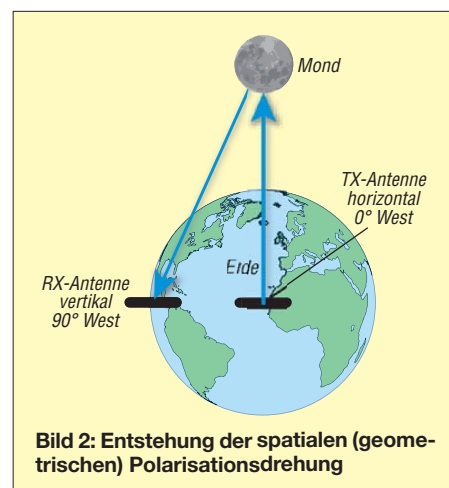 Mond
TX-Antenne
horizontal
0° West
Erde
RX-Antenne
vertikal
90° West
Bild 2: Entstehung der spatialen (geome-
trischen) Polarisationsdrehung